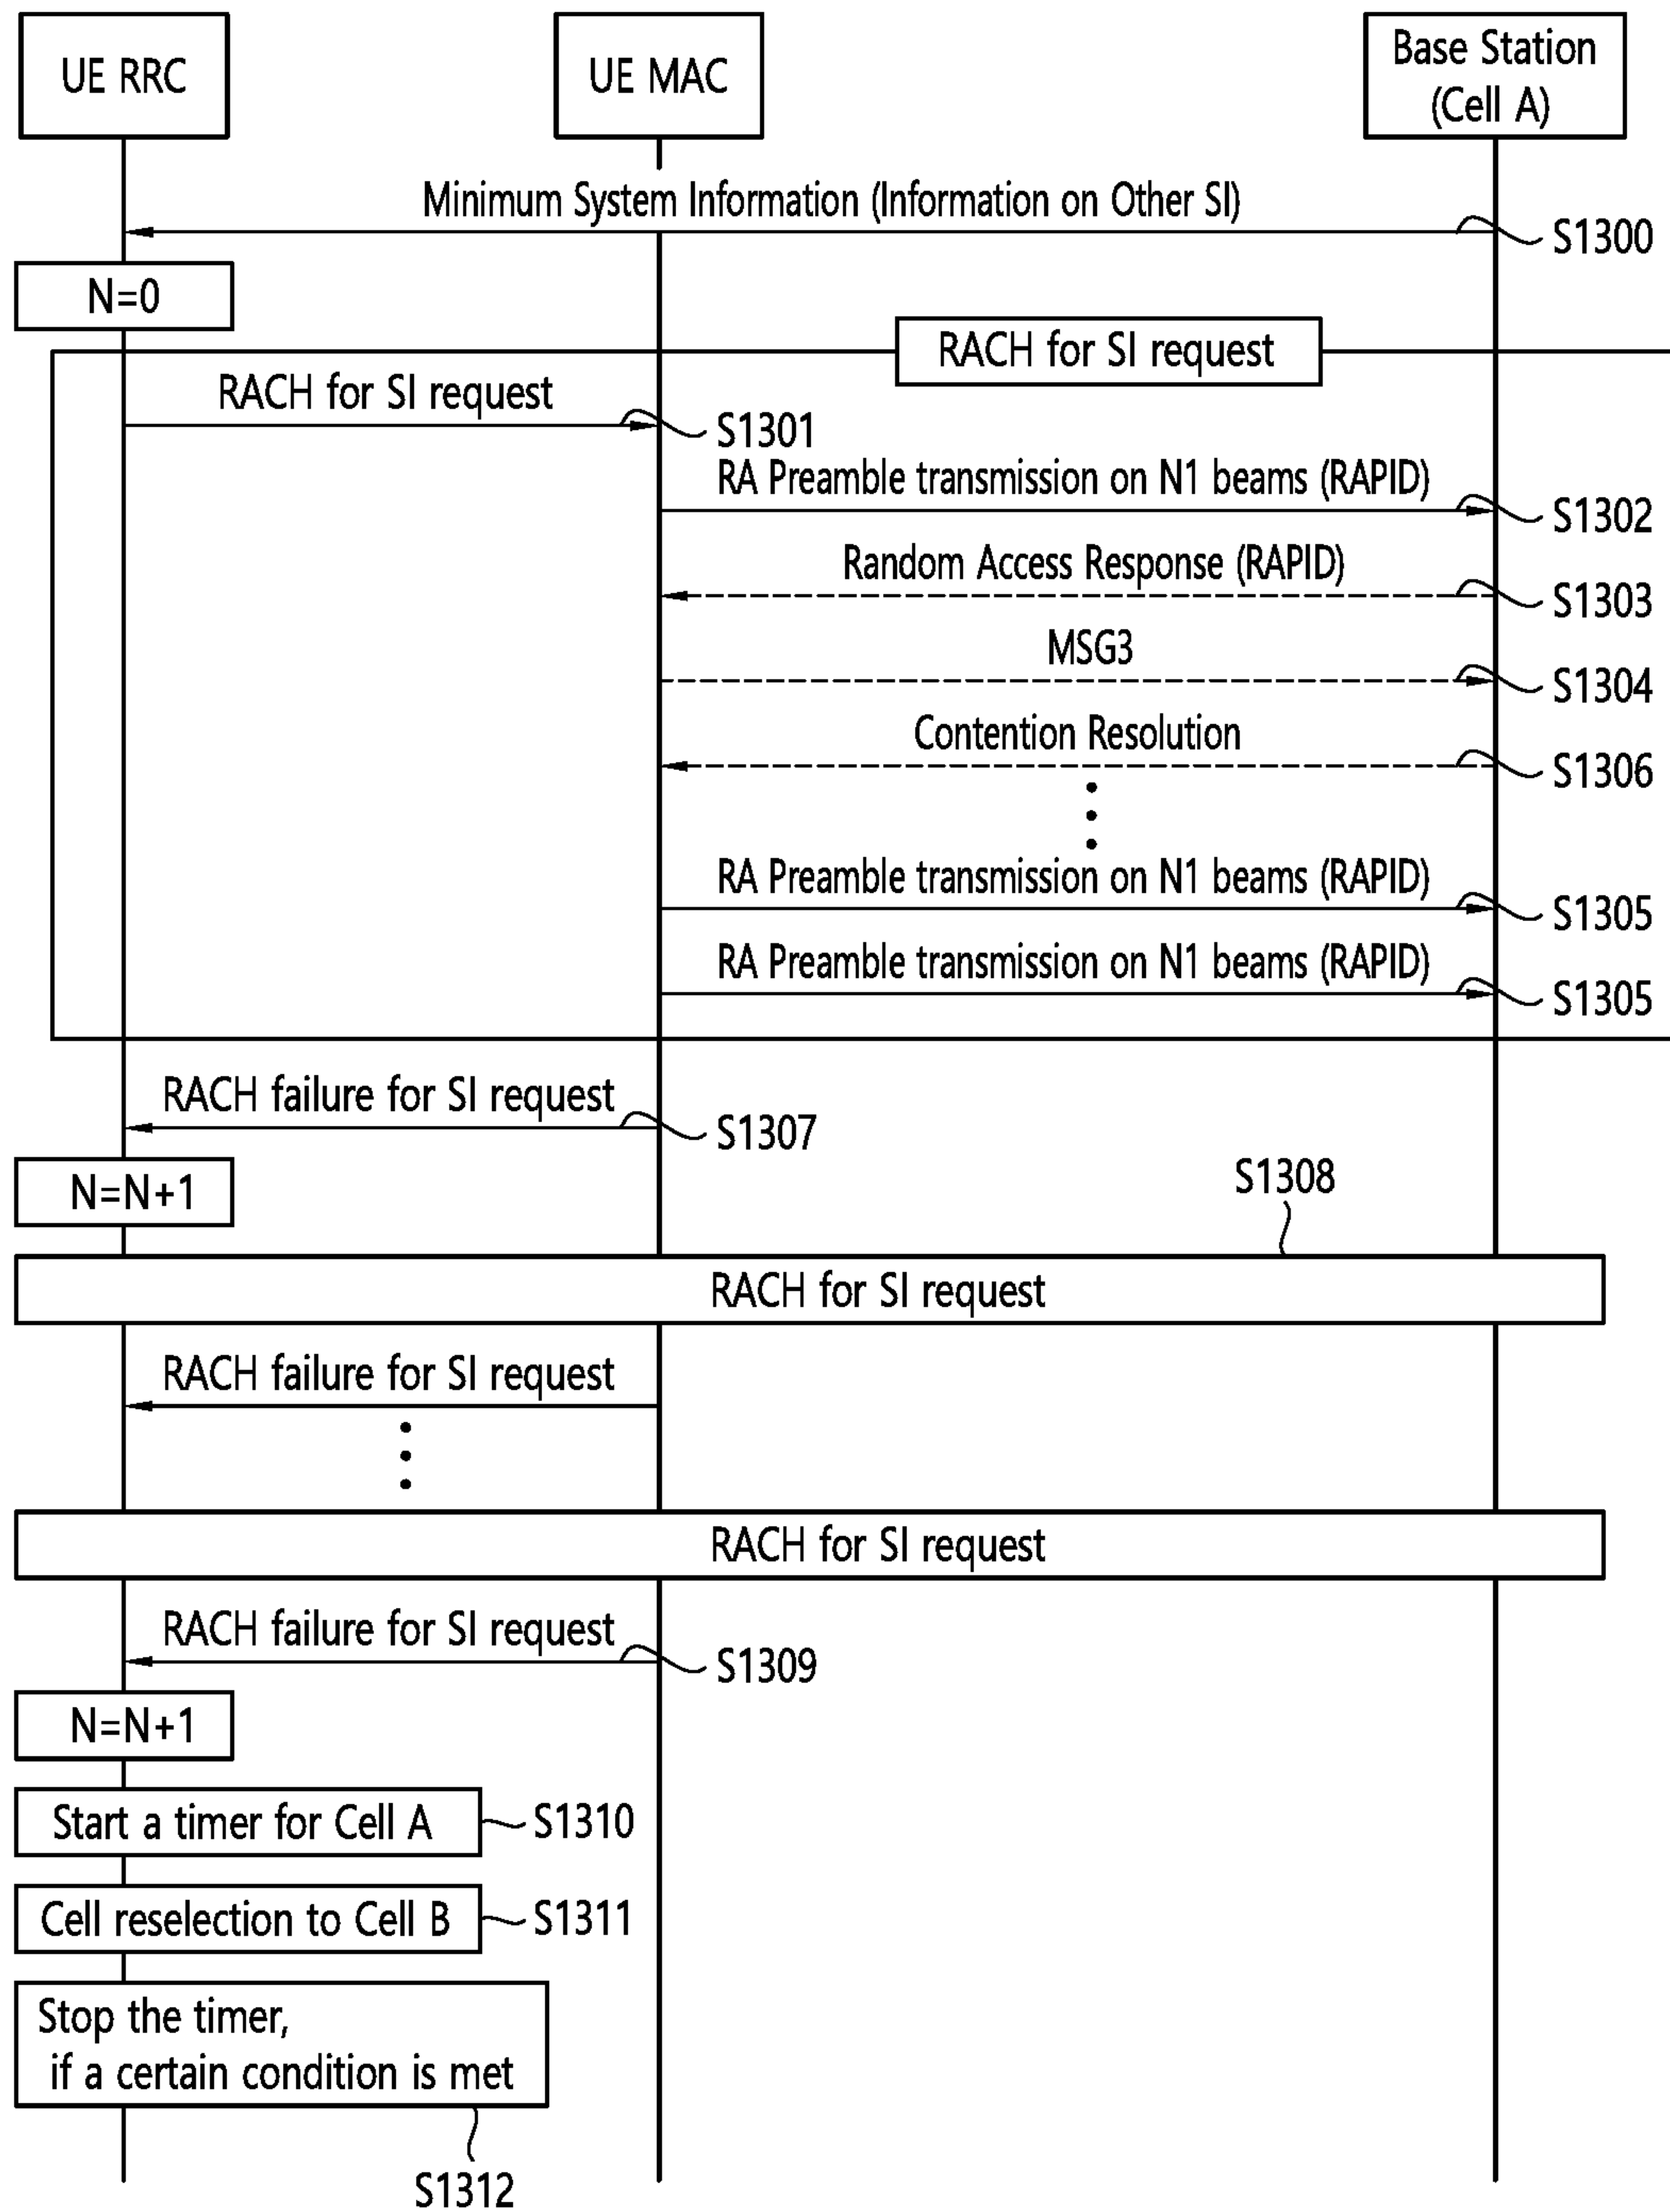 UE RRC
UE MAC
Base Station
(Cell A)
Minimum System Information (Information on Other SI)
S1300
N=0
RACH for SI request
RACH for SI request
S1301
RA Preamble transmission on N1 beams (RAPID)
S1302
Random Access Response (RAPID)
S1303
MSG3
S1304
Contention Resolution
S1306
RA Preamble transmission on N1 beams (RAPID)
S1305
RA Preamble transmission on N1 beams (RAPID)
S1305
RACH failure for SI request
S1307
N=N+1
S1308
RACH for SI request
RACH failure for SI request
RACH for SI request
RACH failure for SI request
S1309
N=N+1
Start a timer for Cell A
S1310
Cell reselection to Cell B
S1311
Stop the timer,
if a certain condition is met
S1312